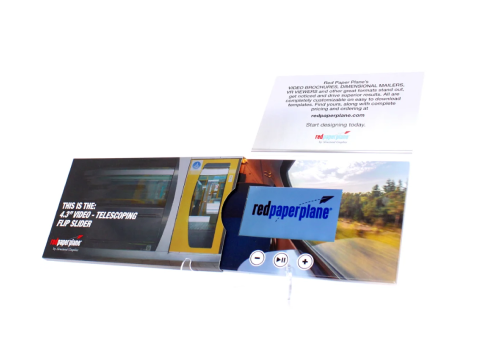 Red Paper Plane's
VIDEO BROCHURES, DIMENSIONAL MAILERS,
VR VIEWERS and other great formats stand out,
get noticed and drive superior results. All are
completely customizable on easy to download
templates. Find yours, along with complete
pricing and ordering at
redpaperplane.com
Start designing today.
redpaperplane
THIS IS THE:
4.3" VIDEO - TELESCOPING
FLIP SLIDER
redpaperplane
redpaperplane